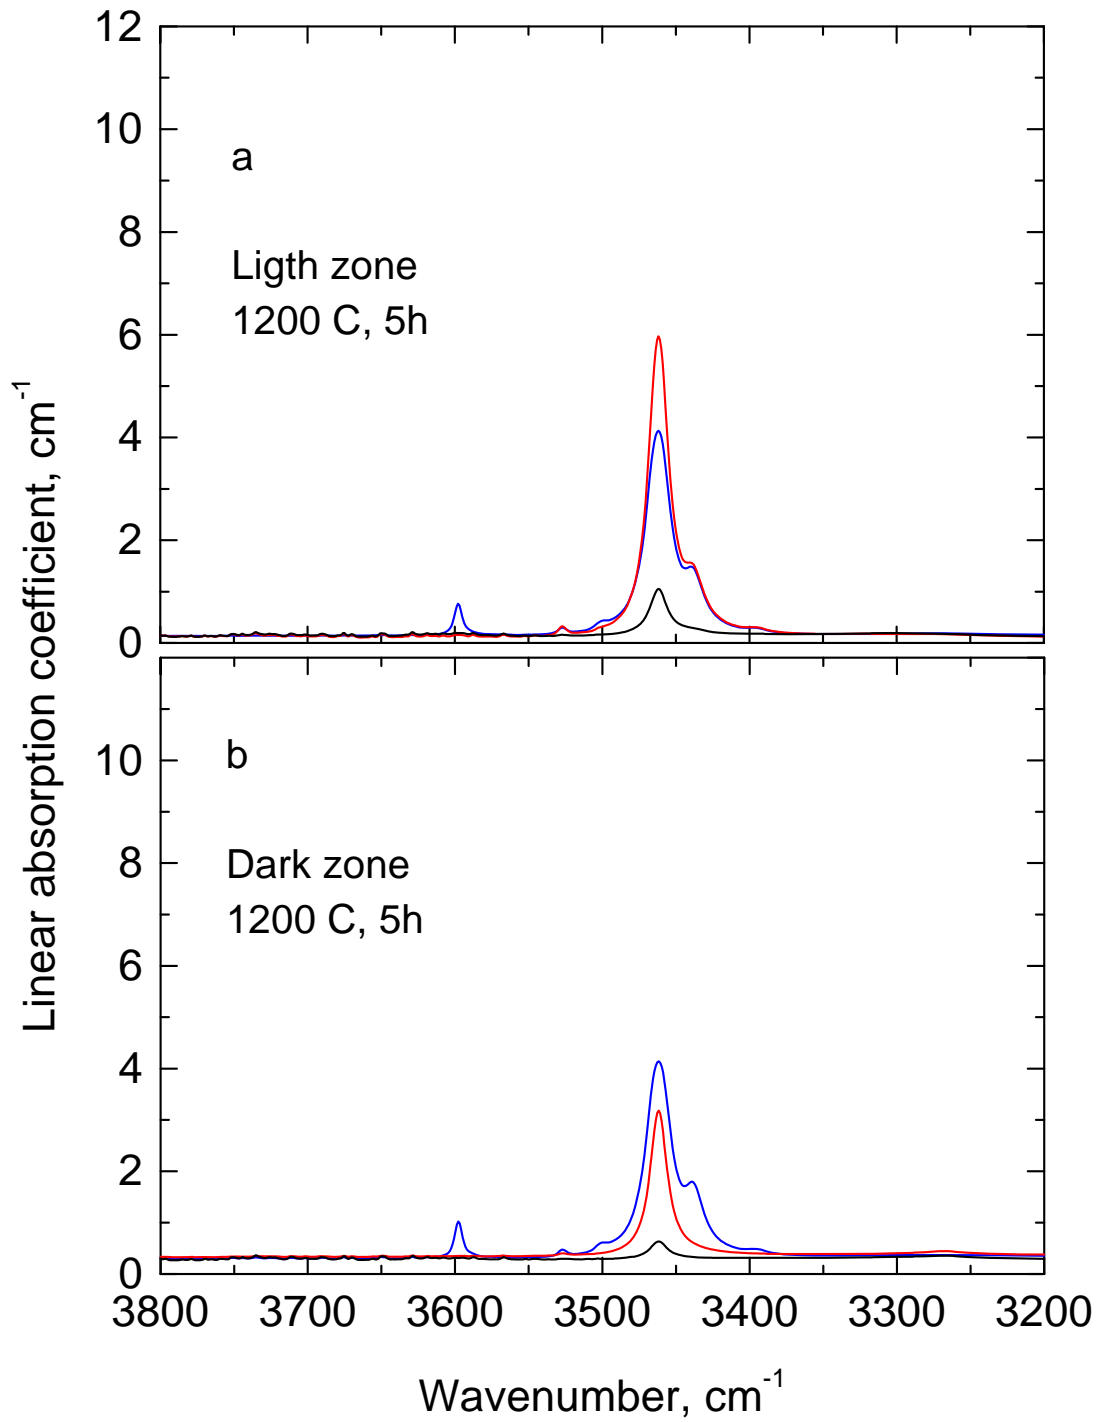 12
10
8
6
4
2
0
a
Ligth zone
1200 C, 5h
10
8
6
4
2
0
b
Dark zone
1200 C, 5h
3800 3700 3600 3500 3400 3300 3200
Linear absorption coefficient, cm⁻¹
Wavenumber, cm⁻¹